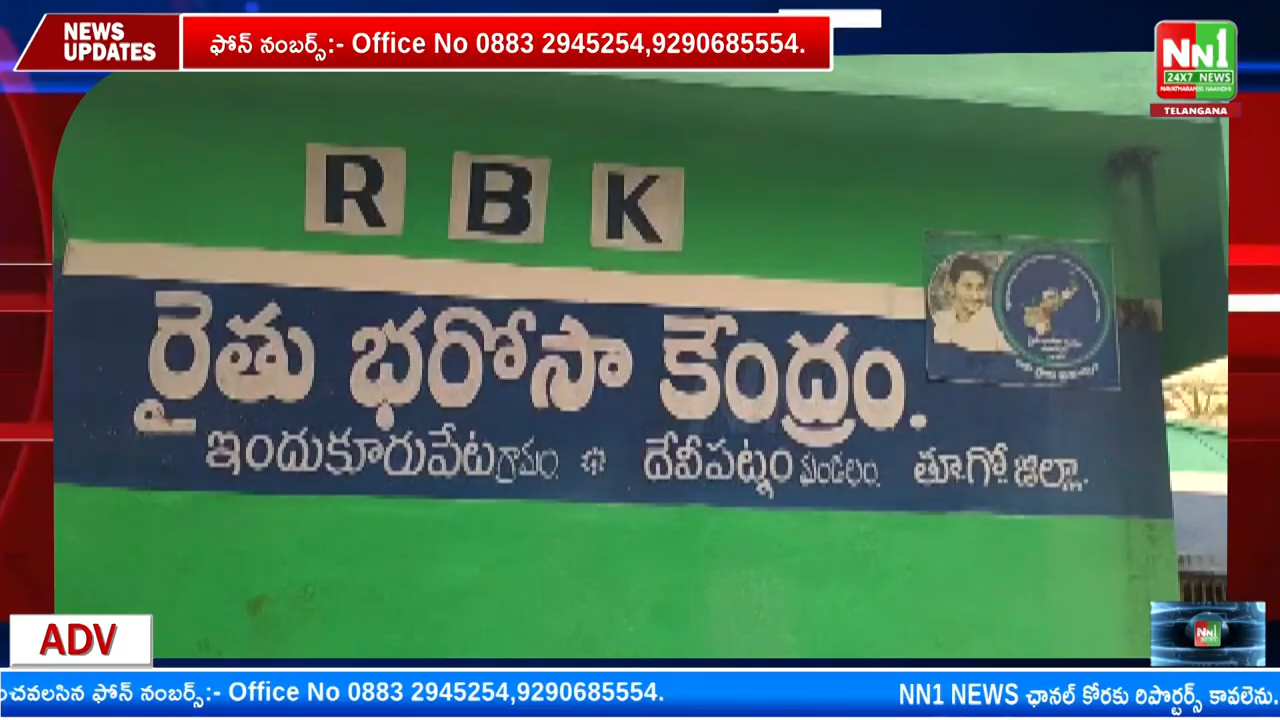 NEWS
UPDATES
ఫోన్ నంబర్స్:- Office No 0883 2945254,9290685554.
NN1
24X7 NEWS
TELANGANA
R B K
రైతు భరోసా కేంద్రం.
ఇందుకూరువేట గ్రామం దేవీపట్నం మండలం. తూ.గో. జిల్లా.
ADV
ంచవలసిన ఫోన్ నంబర్స్:- Office No 0883 2945254,9290685554. NN1 NEWS ఛానల్ కోరకు రిపొర్టర్స్ కావలెను.